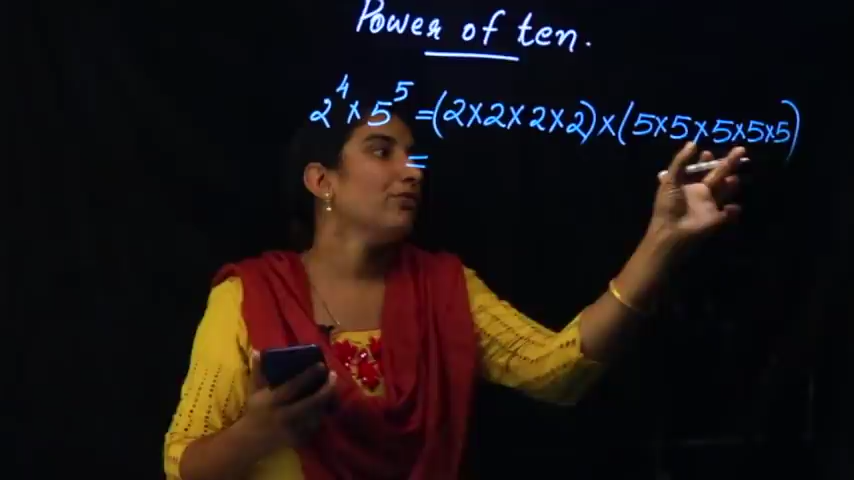 Power of ten.
2⁴ × 5⁵ = (2×2×2×2)×(5×5×5×5×5)
=